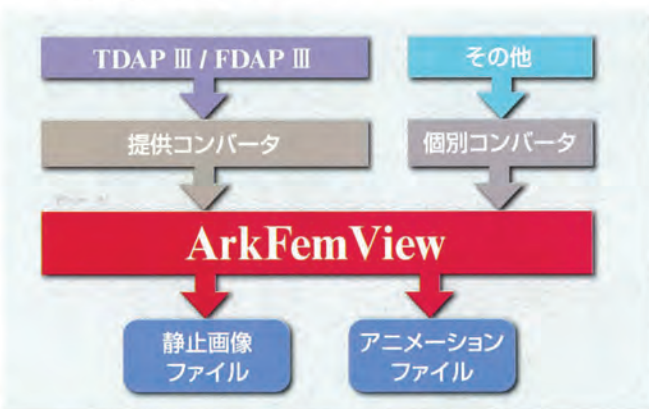 TDAP Ⅲ / FDAP Ⅲ
その他
提供コンバータ
個別コンバータ
ArkFemView
静止画像
ファイル
アニメーション
ファイル